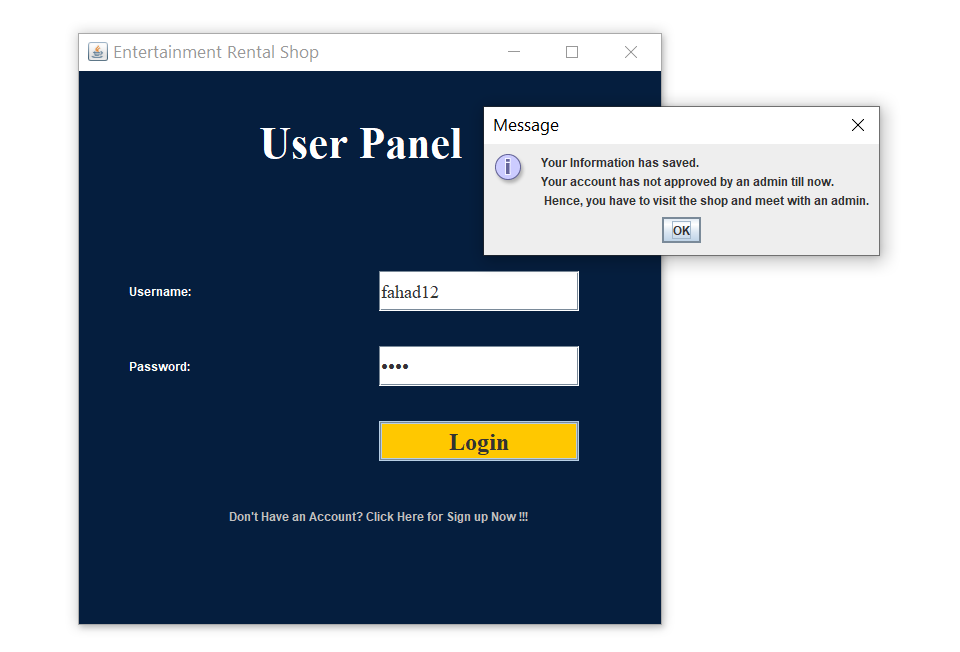 Entertainment Rental Shop
User Panel
Message
Your Information has saved.
Your account has not approved by an admin till now.
Hence, you have to visit the shop and meet with an admin.
OK
Username:
fahad12
Password:
••••
Login
Don't Have an Account? Click Here for Sign up Now !!!